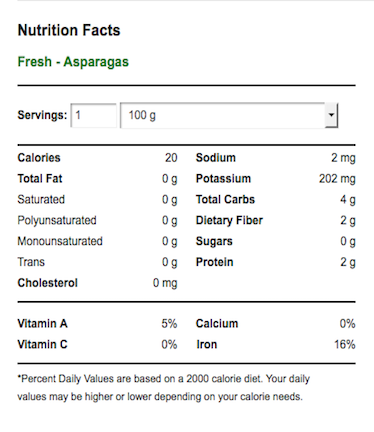 Nutrition Facts
Fresh - Asparagas
Servings: 1 100 g
Calories 20 Sodium 2 mg
Total Fat 0 g Potassium 202 mg
Saturated 0 g Total Carbs 4 g
Polyunsaturated 0 g Dietary Fiber 2 g
Monounsaturated 0 g Sugars 0 g
Trans 0 g Protein 2 g
Cholesterol 0 mg
Vitamin A 5% Calcium 0%
Vitamin C 0% Iron 16%
*Percent Daily Values are based on a 2000 calorie diet. Your daily
values may be higher or lower depending on your calorie needs.